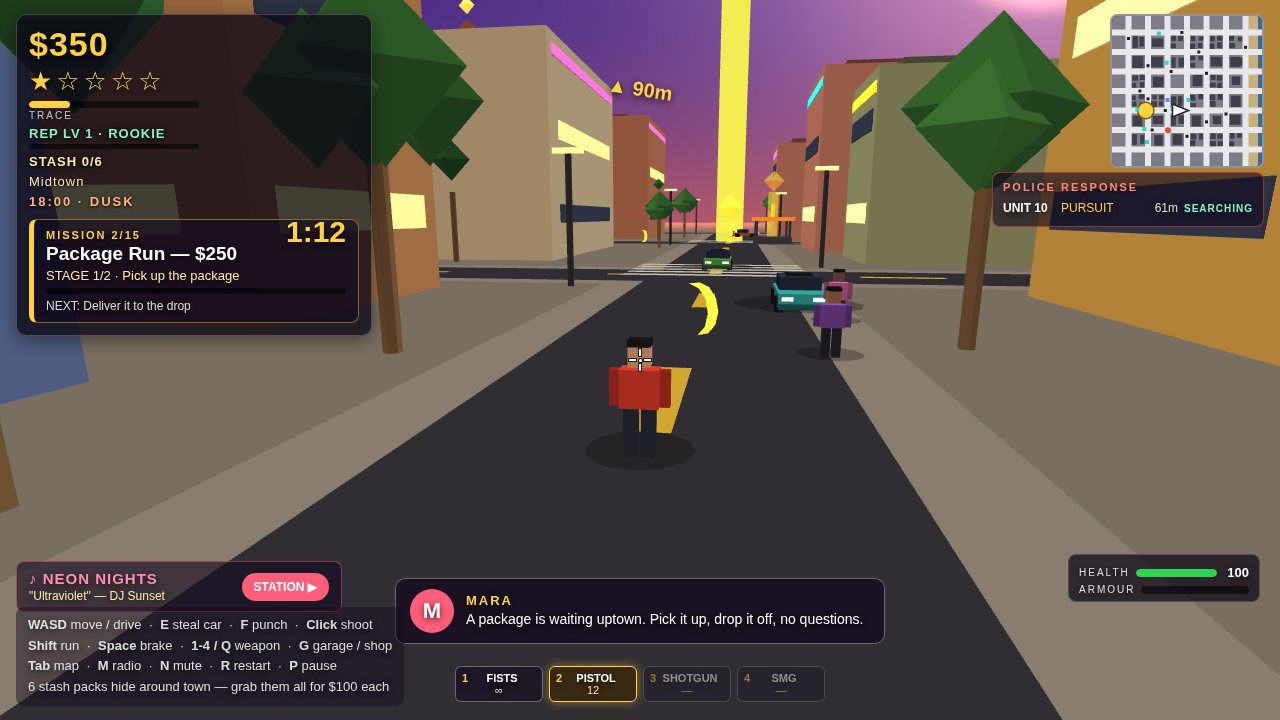 $350
★☆☆☆☆
TRACE
REP LV 1 · ROOKIE
STASH 0/6
Midtown
18:00 · DUSK
MISSION 2/15
1:12
Package Run — $250
STAGE 1/2 · Pick up the package
NEXT: Deliver it to the drop
▲ 90m
POLICE RESPONSE
UNIT 10 PURSUIT 61m SEARCHING
♪ NEON NIGHTS
"Ultraviolet" — DJ Sunset
STATION ▶
WASD move / drive · E steal car · F punch · Click shoot
Shift run · Space brake · 1-4 / Q weapon · G garage / shop
Tab map · M radio · N mute · R restart · P pause
6 stash packs hide around town — grab them all for $100 each
M
MARA
A package is waiting uptown. Pick it up, drop it off, no questions.
1 FISTS
∞
2 PISTOL
12
3 SHOTGUN
—
4 SMG
—
HEALTH 100
ARMOUR